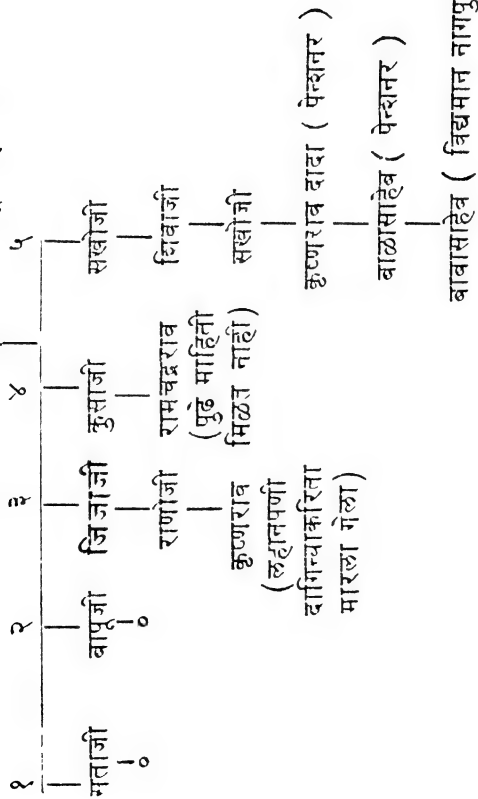 १ २ ३ ४ ५
मताजी बापूजी जिजाजी कुसाजी सखोजी
० ० राणोजी रामचद्रराव शिवाजी
कृष्णराव (पुढे माहिती सखोजी
(लहानपणी मिळत नाही)
दागिन्याकरिता
मारला गेला)
कृष्णराव दादा ( पेन्शनर )
बाळासाहेब ( पेन्शनर )
बावासाहेब ( विद्यमान